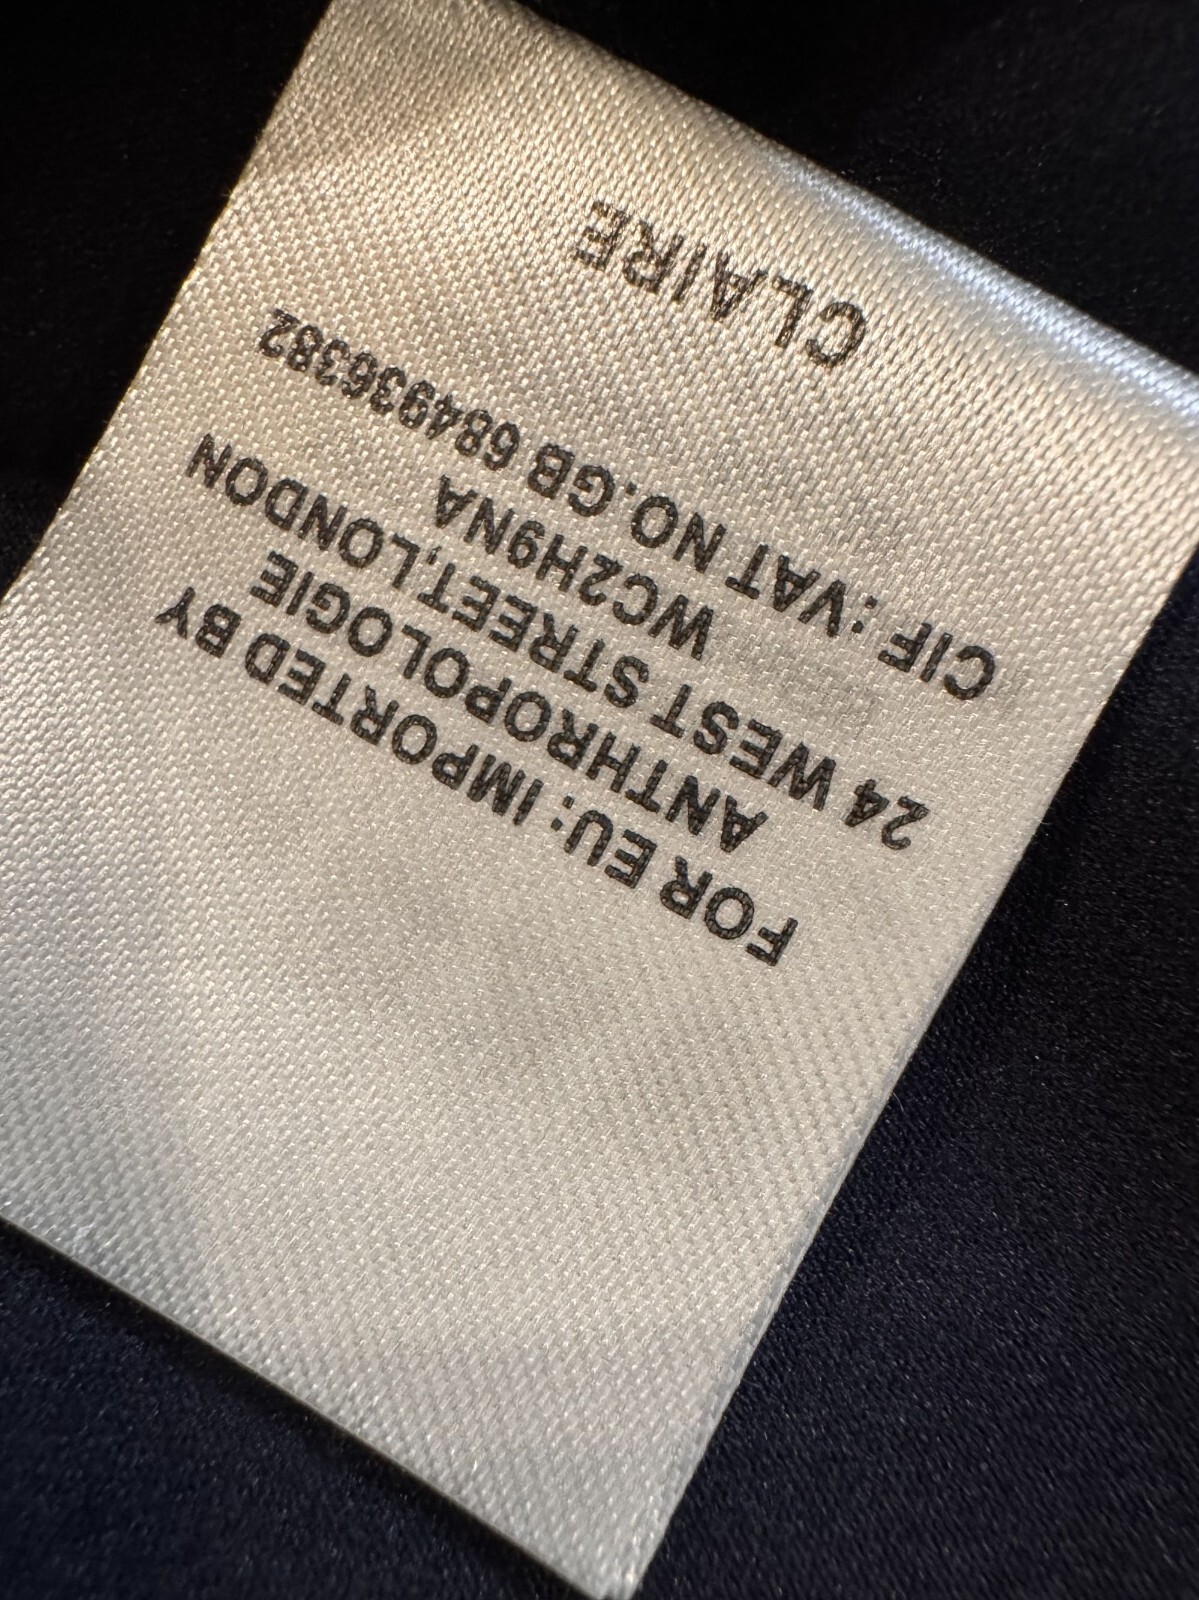 FOR EU: IMPORTED BY
ANTHROPOLOGIE
24 WEST STREET,LONDON
WC2H9NA
CIF :VAT NO.GB 684936382
CLAIRE